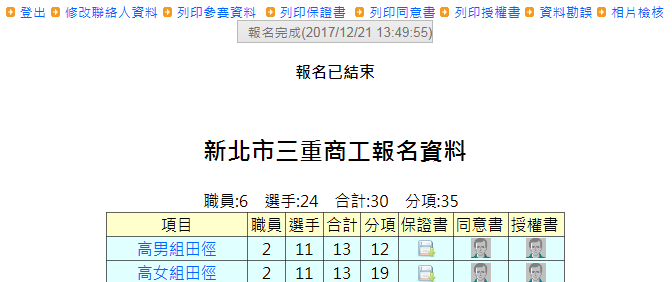 登出 修改聯絡人資料 列印參賽資料 列印保證書 列印同意書 列印授權書 資料勘誤 相片檢核
報名完成(2017/12/21 13:49:55)
報名已結束
新北市三重商工報名資料
職員:6 選手:24 合計:30 分項:35
項目 職員 選手 合計 分項 保證書 同意書 授權書
高男組田徑 2 11 13 12
高女組田徑 2 11 13 19